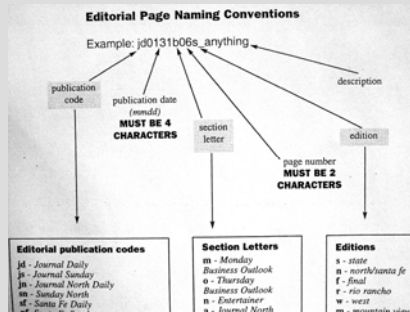 Editorial Page Naming Conventions
Example: jd0131b06s_anything
publication
code
publication date
(mmdd)
MUST BE 4
CHARACTERS
section
letter
page number
MUST BE 2
CHARACTERS
edition
description
Editorial publication codes
jd - Journal Daily
js - Journal Sunday
jn - Journal North Daily
sn - Sunday North
sf - Santa Fe Daily
Section Letters
m - Monday
Business Outlook
o - Thursday
Business Outlook
n - Entertainer
Journal North
Editions
s - state
n - north/santa fe
f - final
r - rio rancho
w - west
m - mountain view